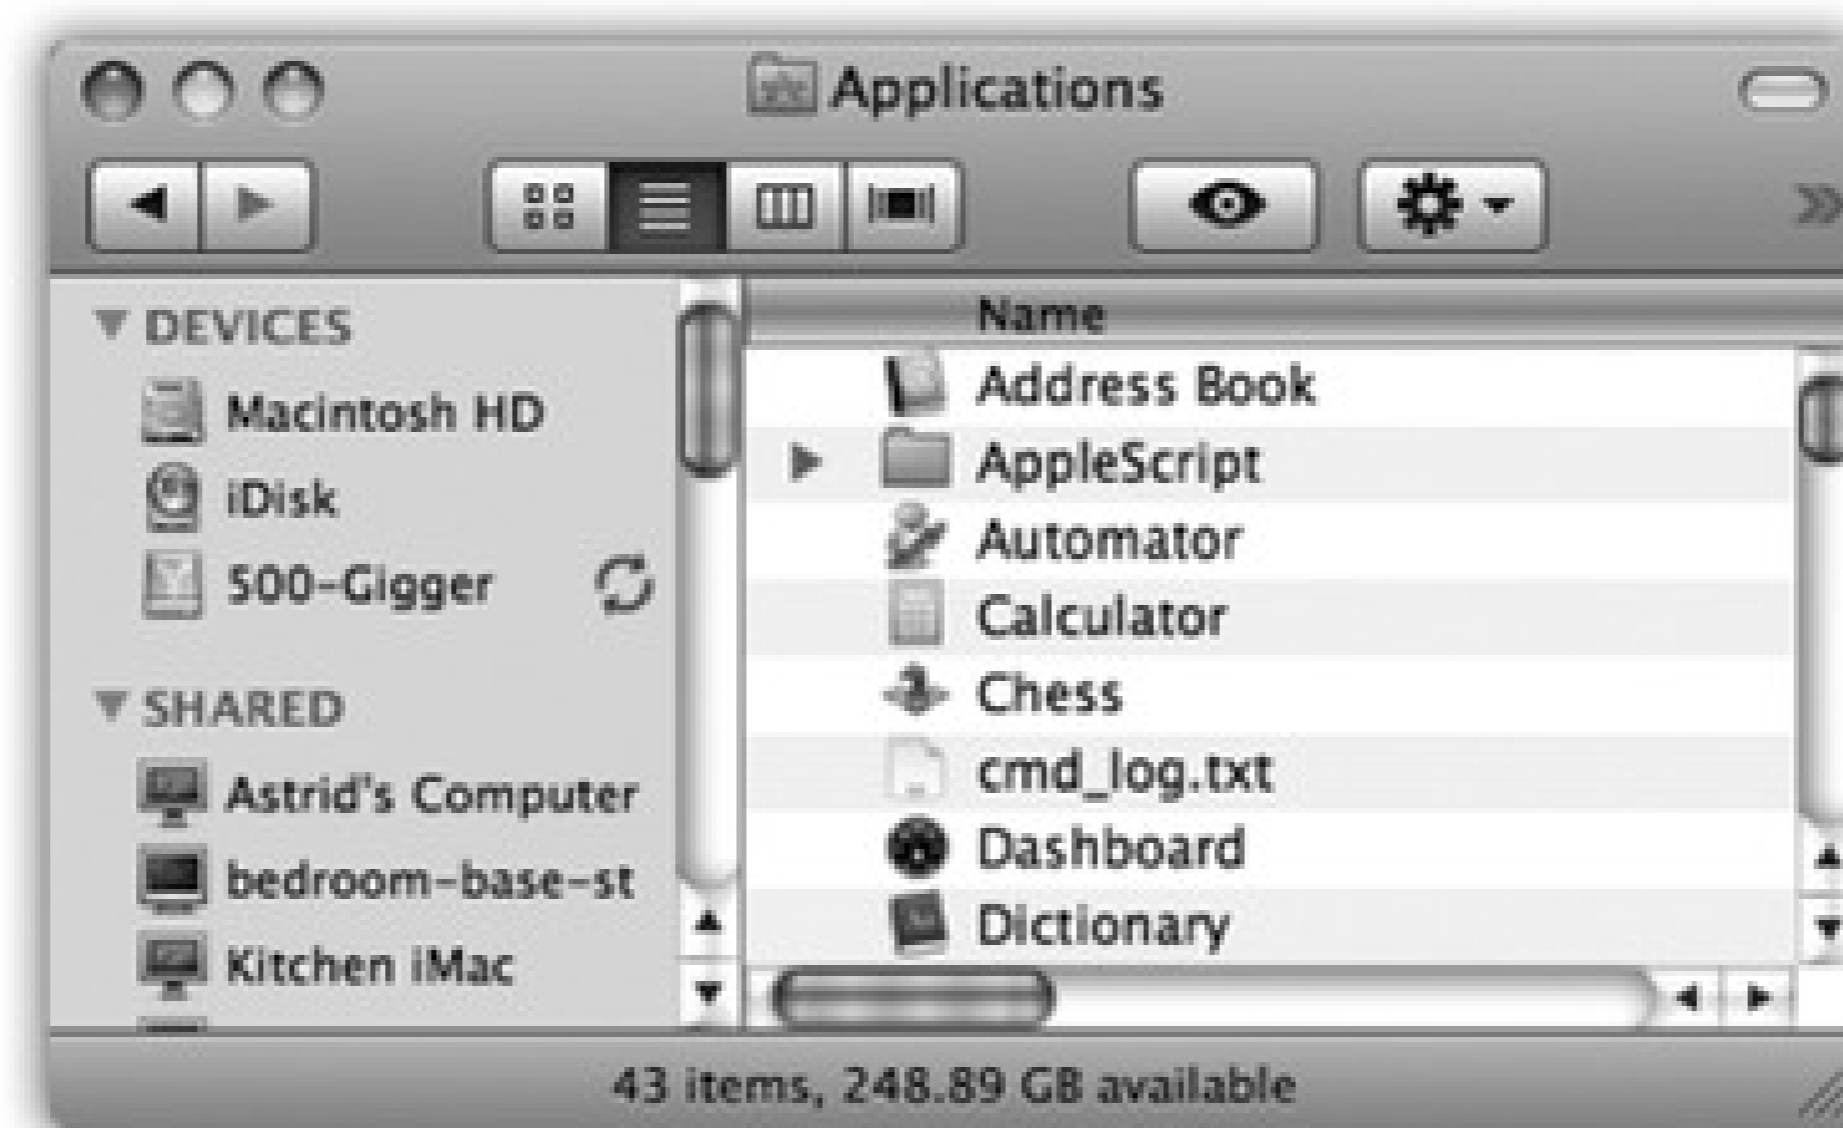 Applications
DEVICES
Macintosh HD
iDisk
500-Gigger
SHARED
Astrid's Computer
bedroom-base-st
Kitchen iMac
Name
Address Book
AppleScript
Automator
Calculator
Chess
cmd_log.txt
Dashboard
Dictionary
43 items, 248.89 GB available